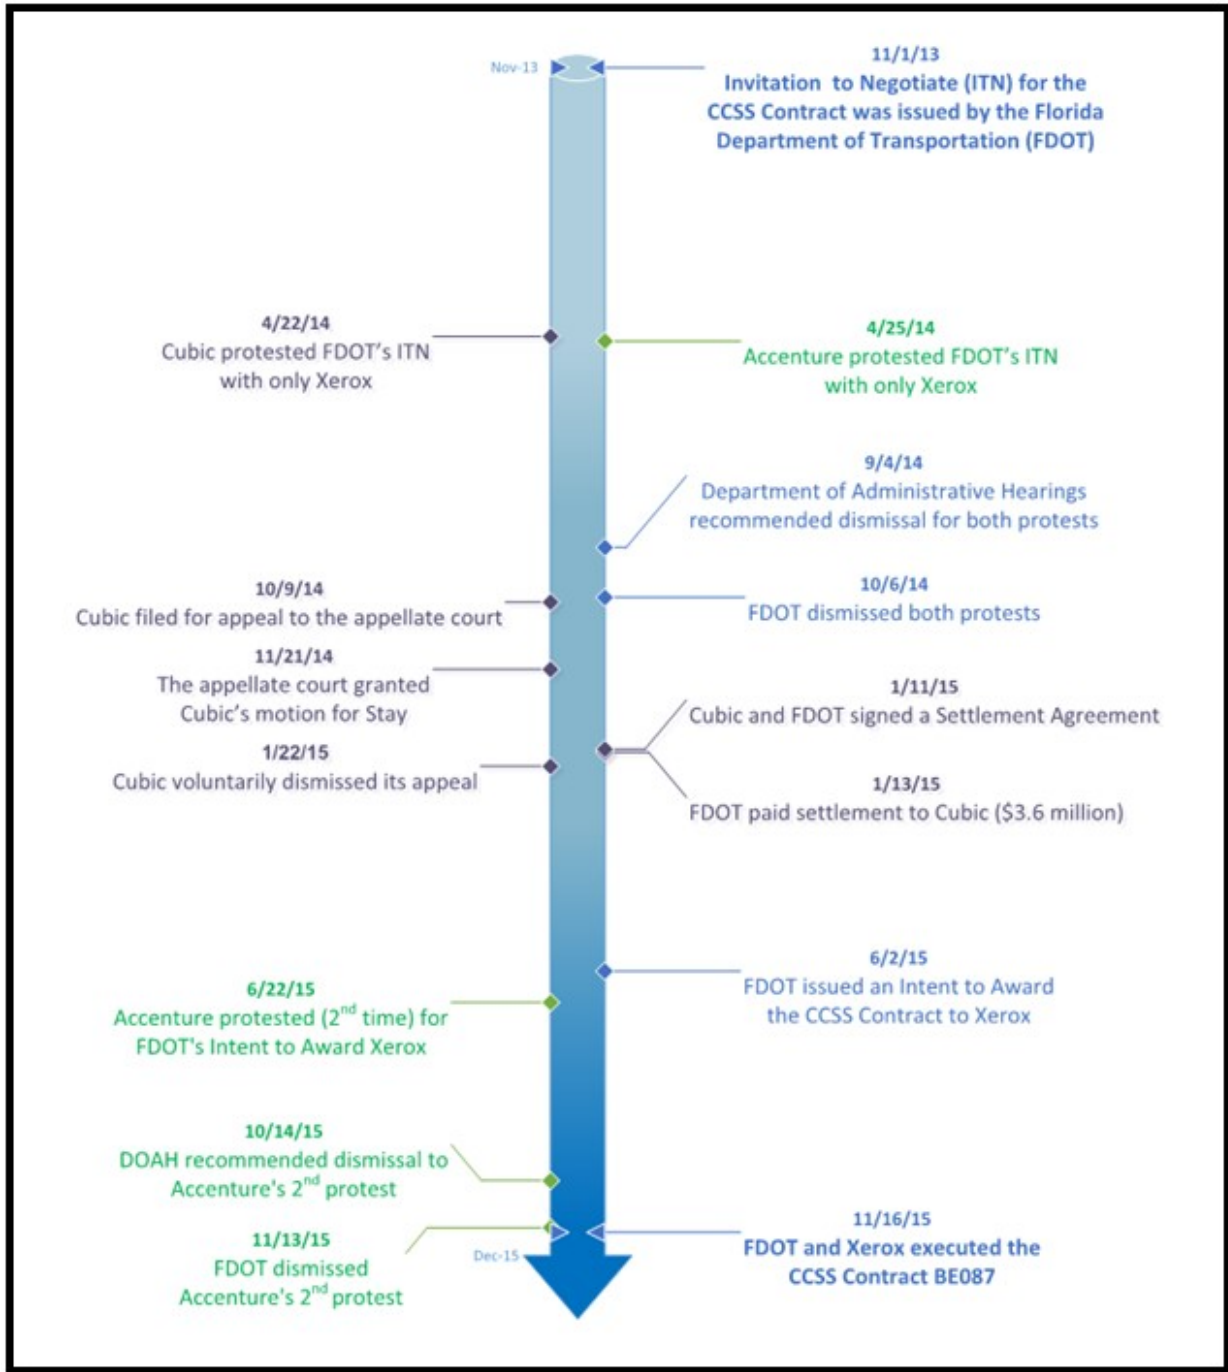 Nov-13
11/1/13
Invitation to Negotiate (ITN) for the
CCSS Contract was issued by the Florida
Department of Transportation (FDOT)
4/22/14
Cubic protested FDOT's ITN
with only Xerox
4/25/14
Accenture protested FDOT's ITN
with only Xerox
9/4/14
Department of Administrative Hearings
recommended dismissal for both protests
10/9/14
Cubic filed for appeal to the appellate court
10/6/14
FDOT dismissed both protests
11/21/14
The appellate court granted
Cubic's motion for Stay
1/11/15
Cubic and FDOT signed a Settlement Agreement
1/22/15
Cubic voluntarily dismissed its appeal
1/13/15
FDOT paid settlement to Cubic ($3.6 million)
6/2/15
FDOT issued an Intent to Award
the CCSS Contract to Xerox
6/22/15
Accenture protested (2nd time) for
FDOT's Intent to Award Xerox
10/14/15
DOAH recommended dismissal to
Accenture's 2nd protest
11/13/15
FDOT dismissed
Accenture's 2nd protest
11/16/15
FDOT and Xerox executed the
CCSS Contract BE087
Dec-15